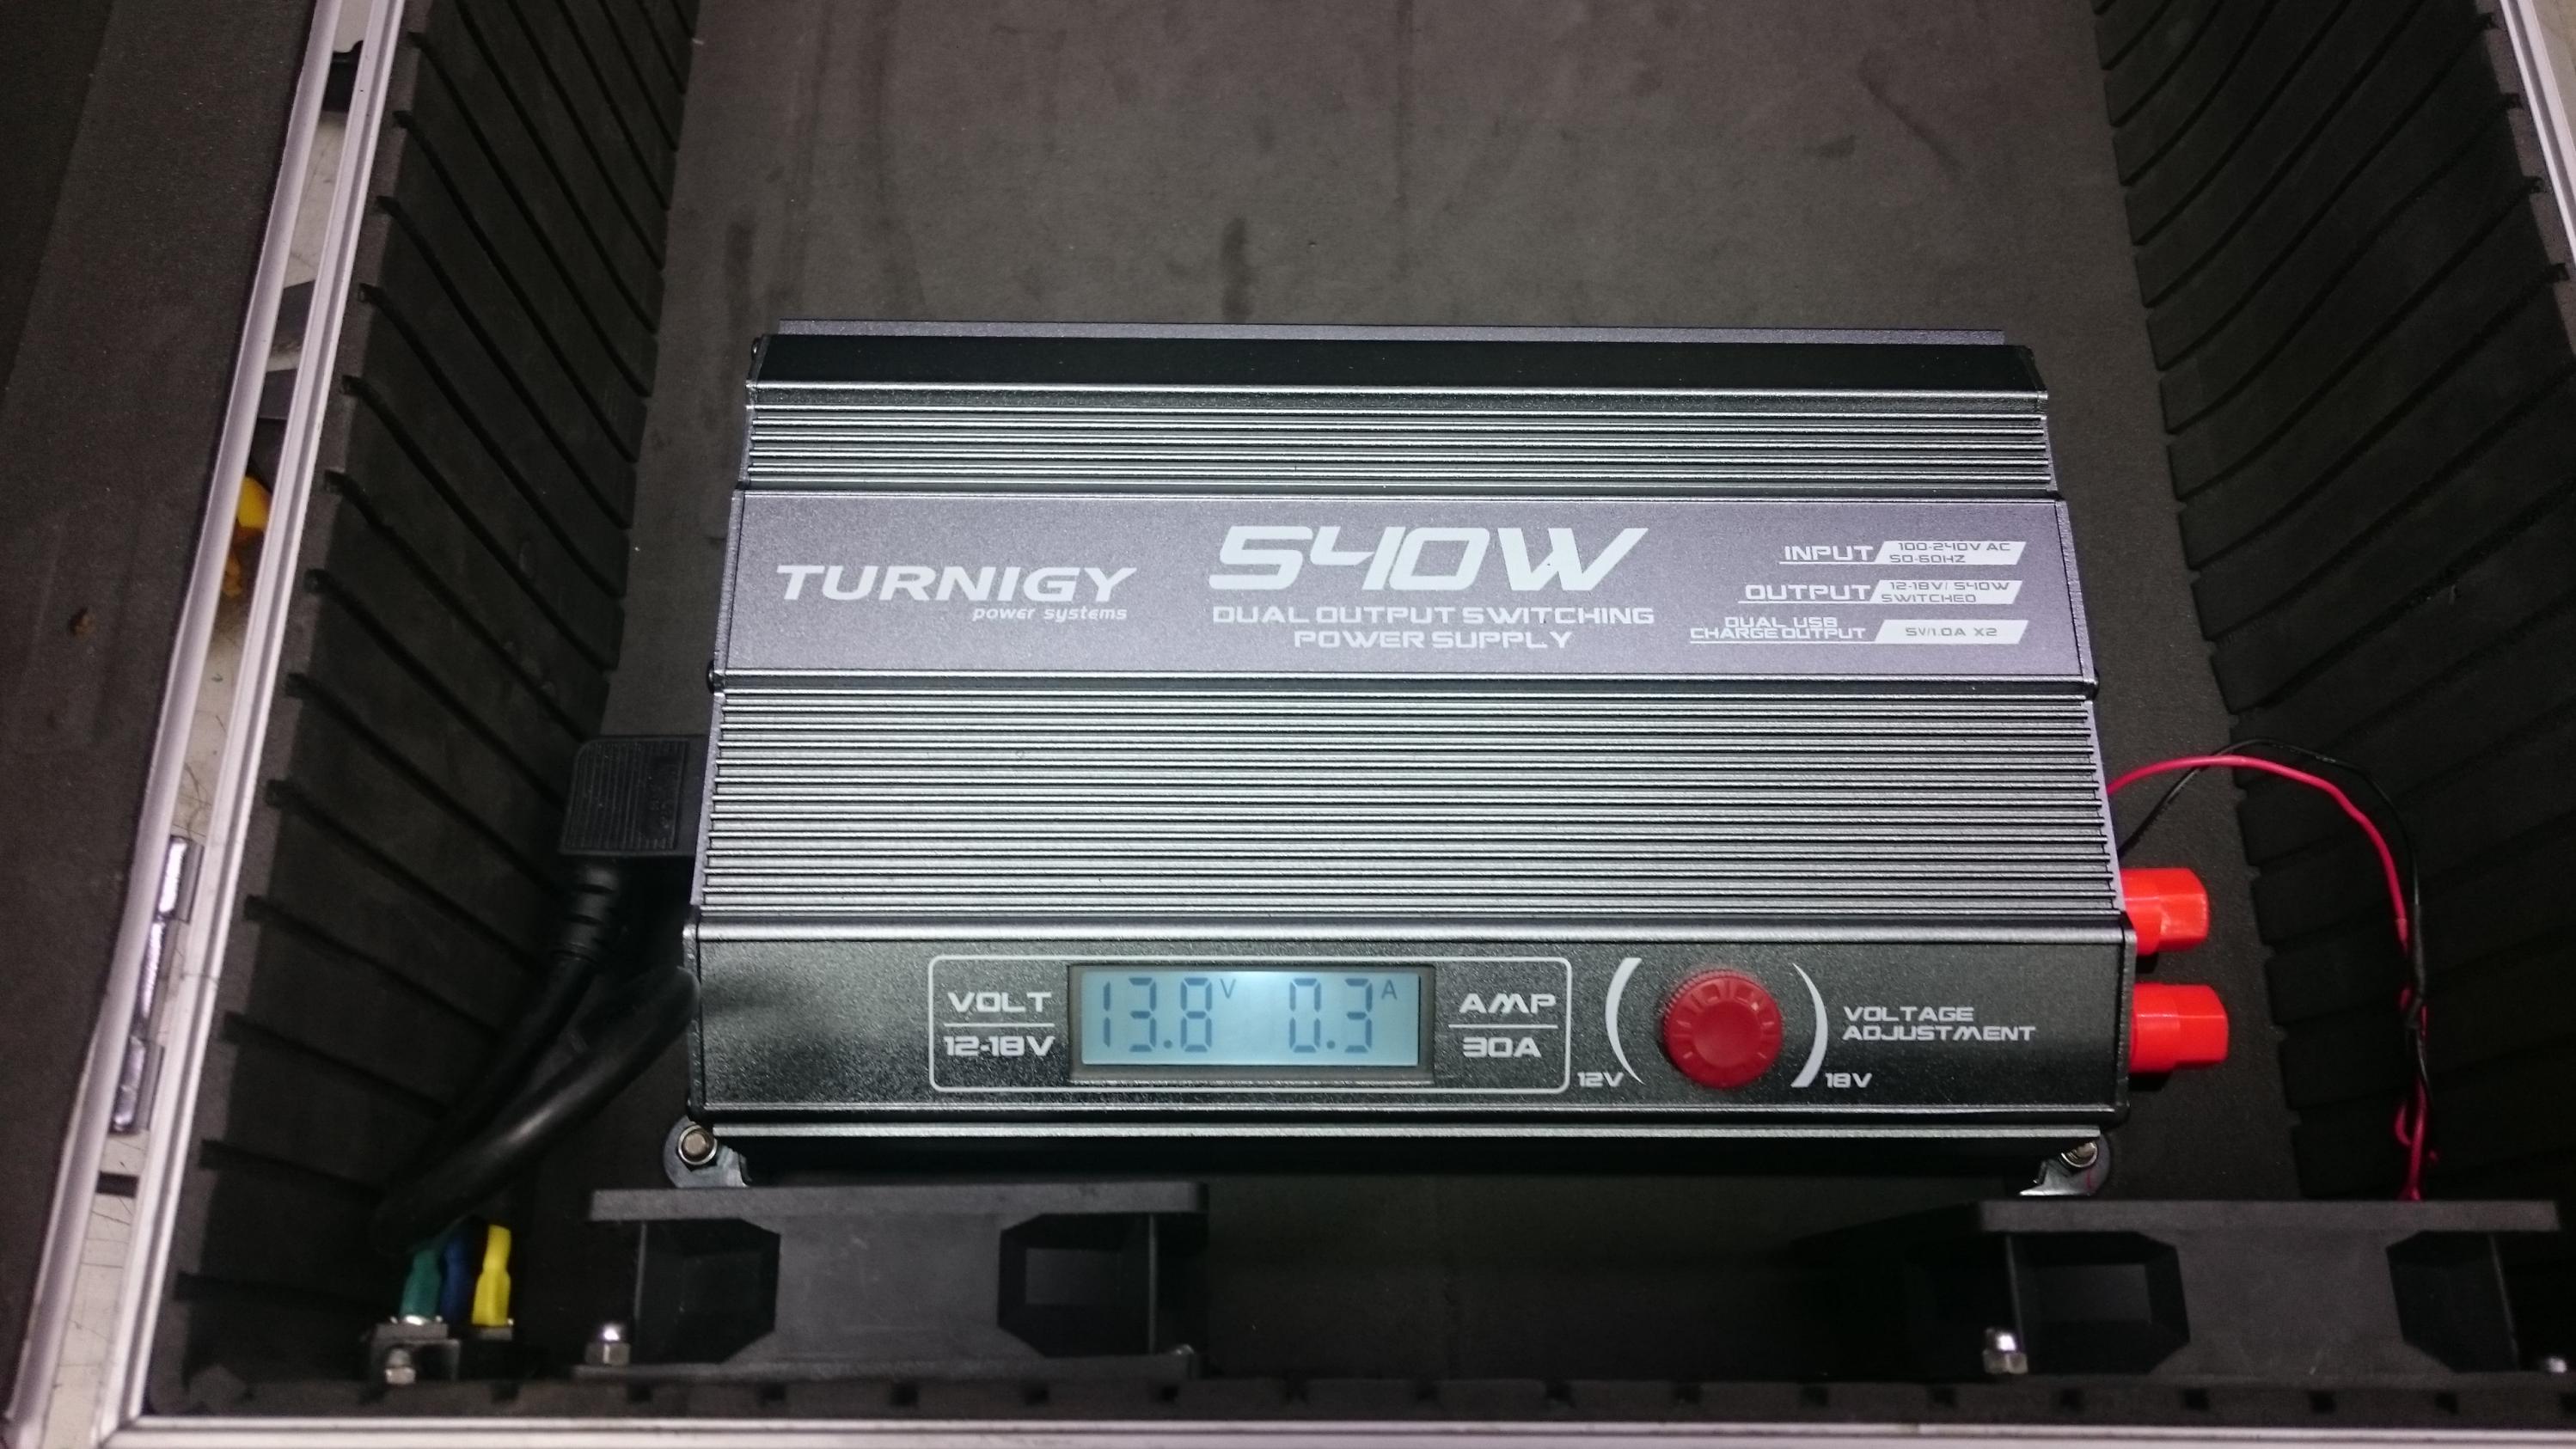 TURNIGY
power systems
540W
DUAL OUTPUT SWITCHING
POWER SUPPLY
INPUT 100-240V AC
50-60HZ
OUTPUT 12-18V/ 540W
SWITCHED
DUAL USB
CHARGE OUTPUT 5V/1.0A X2
VOLT
12-18V
13.8V 0.3A
AMP
30A
12V
18V
VOLTAGE
ADJUSTMENT